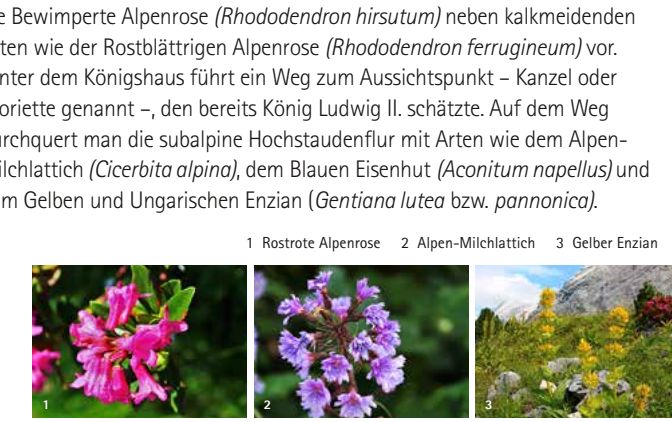 e Bewimperte Alpenrose (Rhododendron hirsutum) neben kalkmeidenden
ten wie der Rostblättrigen Alpenrose (Rhododendron ferrugineum) vor.
nter dem Königshaus führt ein Weg zum Aussichtspunkt – Kanzel oder
oriette genannt –, den bereits König Ludwig II. schätzte. Auf dem Weg
urchquert man die subalpine Hochstaudenflur mit Arten wie dem Alpen-
ilchlattich (Cicerbita alpina), dem Blauen Eisenhut (Aconitum napellus) und
m Gelben und Ungarischen Enzian (Gentiana lutea bzw. pannonica).
1 Rostrote Alpenrose 2 Alpen-Milchlattich 3 Gelber Enzian
1 2 3